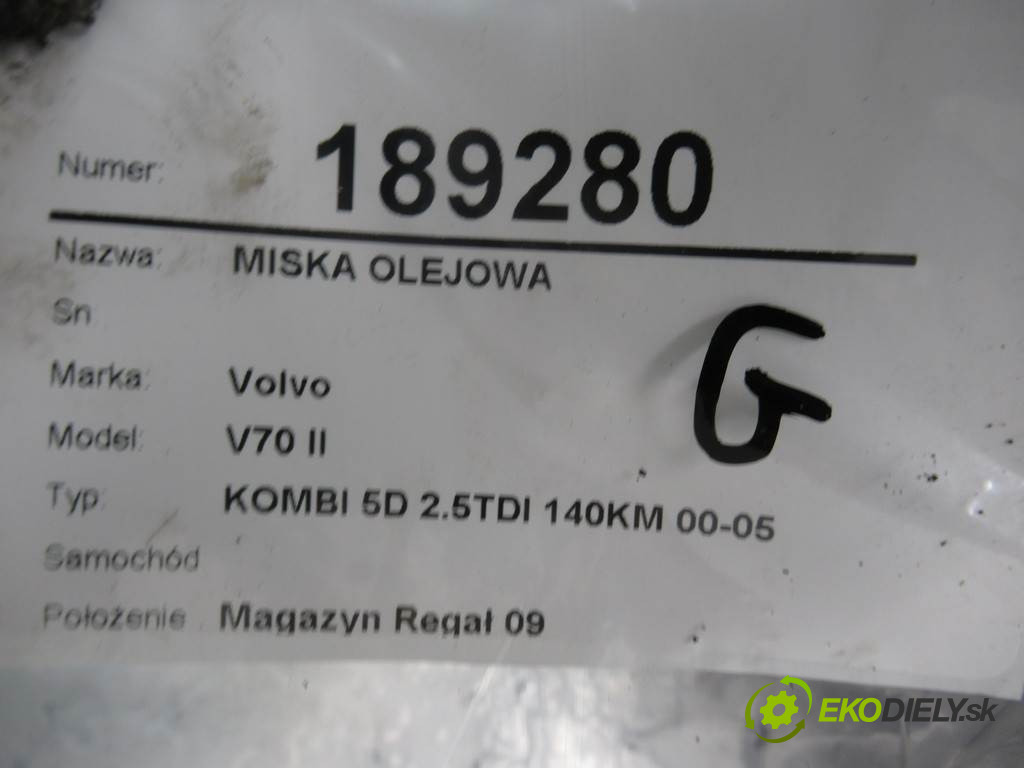 Numer: 189280
Nazwa: MISKA OLEJOWA
Sn
G
Marka: Volvo
Model: V70 II
Typ: KOMBI 5D 2.5TDI 140KM 00-05
Samochód
Położenie Magazyn Regał 09
EKODIELY.sk